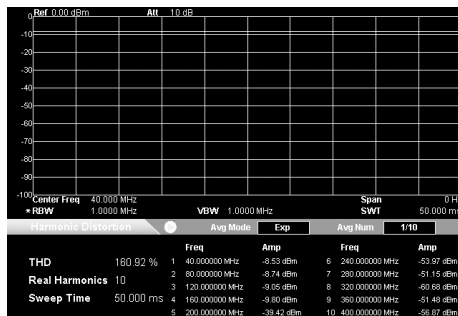 Ref 0.00 dBm Att 10 dB
0
-10
-20
-30
-40
-50
-60
-70
-80
-90
-100
Center Freq 40.000 MHz Span 0 H
*RBW 1.0000 MHz VBW 1.0000 MHz SWT 50.000 ms
Harmonic Distortion Avg Mode Exp Avg Num 1/10
Freq Amp Freq Amp
THD 160.92 % 1 40.000000 MHz -8.53 dBm 6 240.000000 MHz -53.97 dBm
2 80.000000 MHz -8.74 dBm 7 280.000000 MHz -51.15 dBm
Real Harmonics 10 3 120.000000 MHz -9.05 dBm 8 320.000000 MHz -60.68 dBm
Sweep Time 50.000 ms 4 160.000000 MHz -9.80 dBm 9 360.000000 MHz -51.48 dBm
5 200.000000 MHz -39.42 dBm 10 400.000000 MHz -56.87 dBm